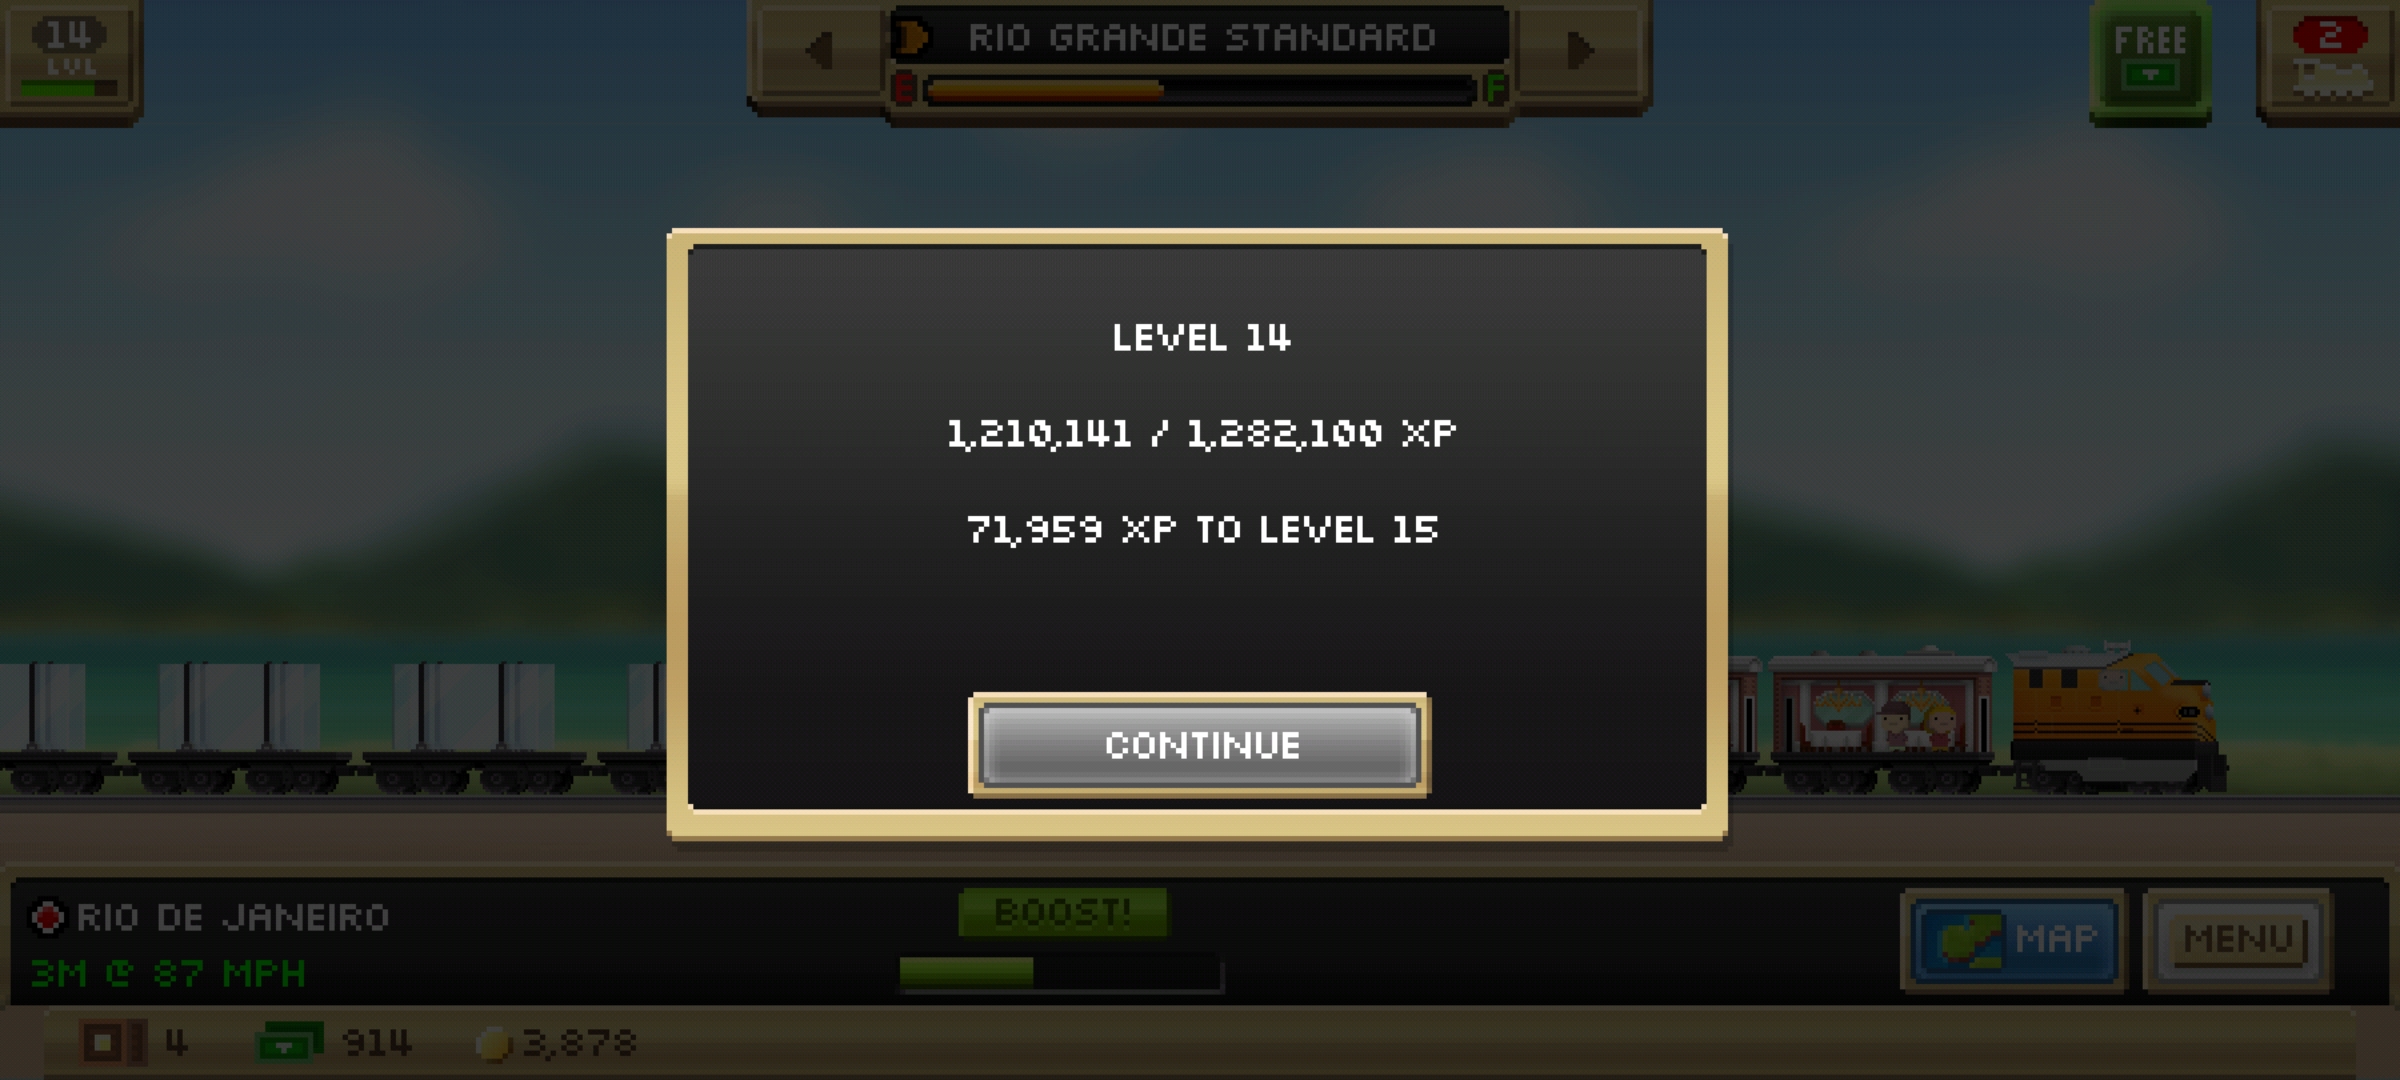 14
LVL
RIO GRANDE STANDARD
E F
FREE
2
LEVEL 14
1,210,141 / 1,282,100 XP
71,959 XP TO LEVEL 15
CONTINUE
RIO DE JANEIRO
3M @ 87 MPH
BOOST!
MAP
MENU
4 914 3,878